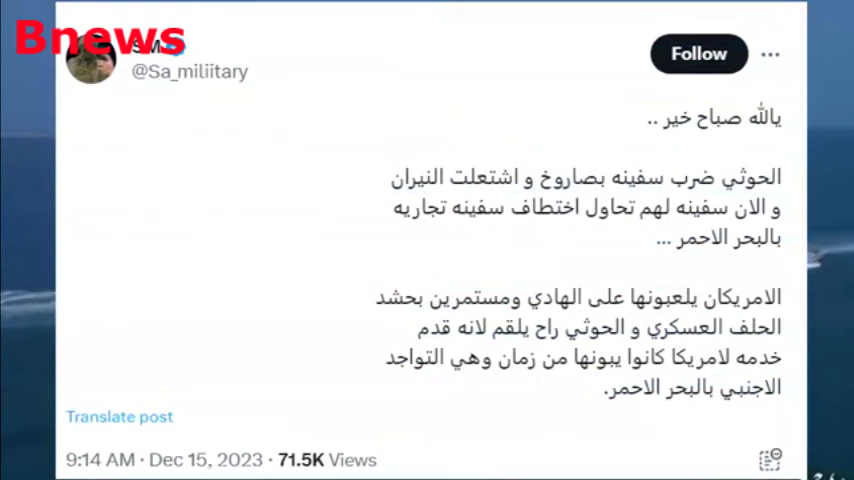 Bnews
@Sa_miliitary
Follow
يالله صباح خير ..
الحوثي ضرب سفينه بصاروخ و اشتعلت النيران
و الان سفينه لهم تحاول اختطاف سفينه تجاريه
بالبحر الاحمر ...
الامريكان يلعبونها على الهادي ومستمرين بحشد
الحلف العسكري و الحوثي راح يلقم لانه قدم
خدمه لامريكا كانوا يبونها من زمان وهي التواجد
الاجنبي بالبحر الاحمر.
Translate post
9:14 AM · Dec 15, 2023 · 71.5K Views